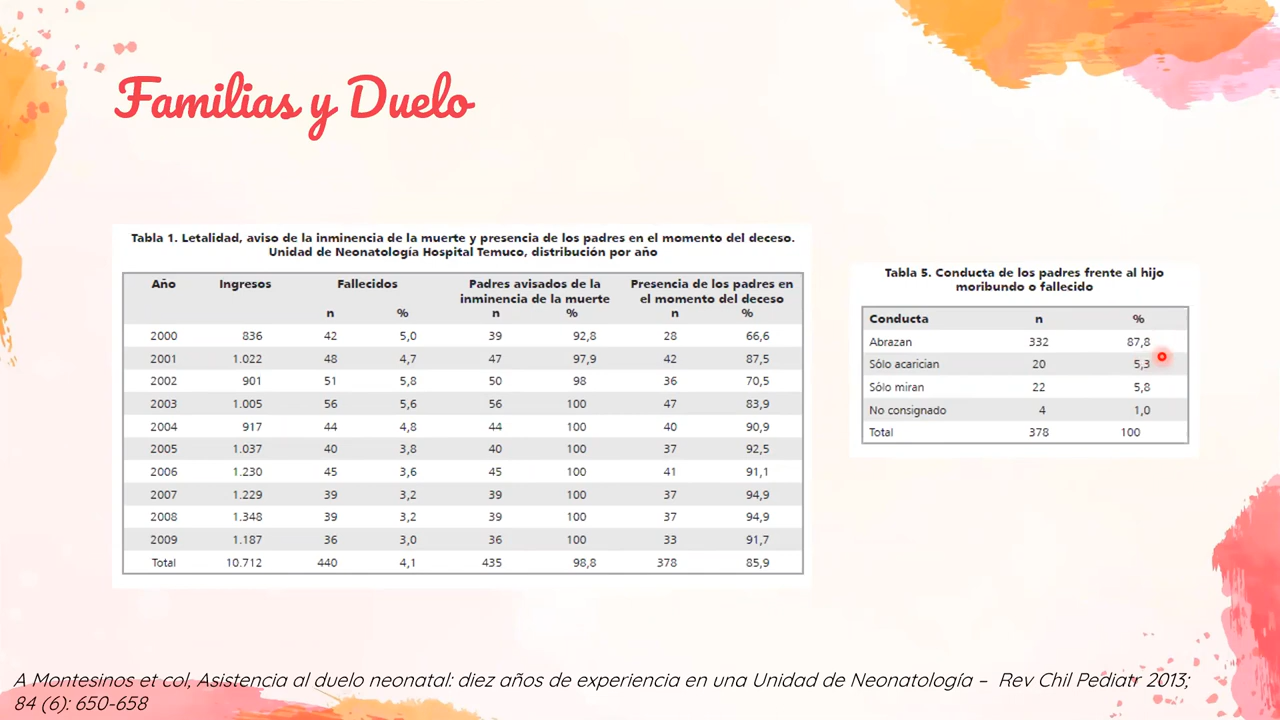 Familias y Duelo
Tabla 1. Letalidad, aviso de la inminencia de la muerte y presencia de los padres en el momento del deceso.
Unidad de Neonatología Hospital Temuco, distribución por año
Año Ingresos Fallecidos Padres avisados de la Presencia de los padres en
inminencia de la muerte el momento del deceso
n % n % n %
2000 836 42 5,0 39 92,8 28 66,6
2001 1.022 48 4,7 47 97,9 42 87,5
2002 901 51 5,8 50 98 36 70,5
2003 1.005 56 5,6 56 100 47 83,9
2004 917 44 4,8 44 100 40 90,9
2005 1.037 40 3,8 40 100 37 92,5
2006 1.230 45 3,6 45 100 41 91,1
2007 1.229 39 3,2 39 100 37 94,9
2008 1.348 39 3,2 39 100 37 94,9
2009 1.187 36 3,0 36 100 33 91,7
Total 10.712 440 4,1 435 98,8 378 85,9
Tabla 5. Conducta de los padres frente al hijo
moribundo o fallecido
Conducta n %
Abrazan 332 87,8
Sólo acarician 20 5,3
Sólo miran 22 5,8
No consignado 4 1,0
Total 378 100
A Montesinos et col, Asistencia al duelo neonatal: diez años de experiencia en una Unidad de Neonatología – Rev Chil Pediatr 2013;
84 (6): 650-658